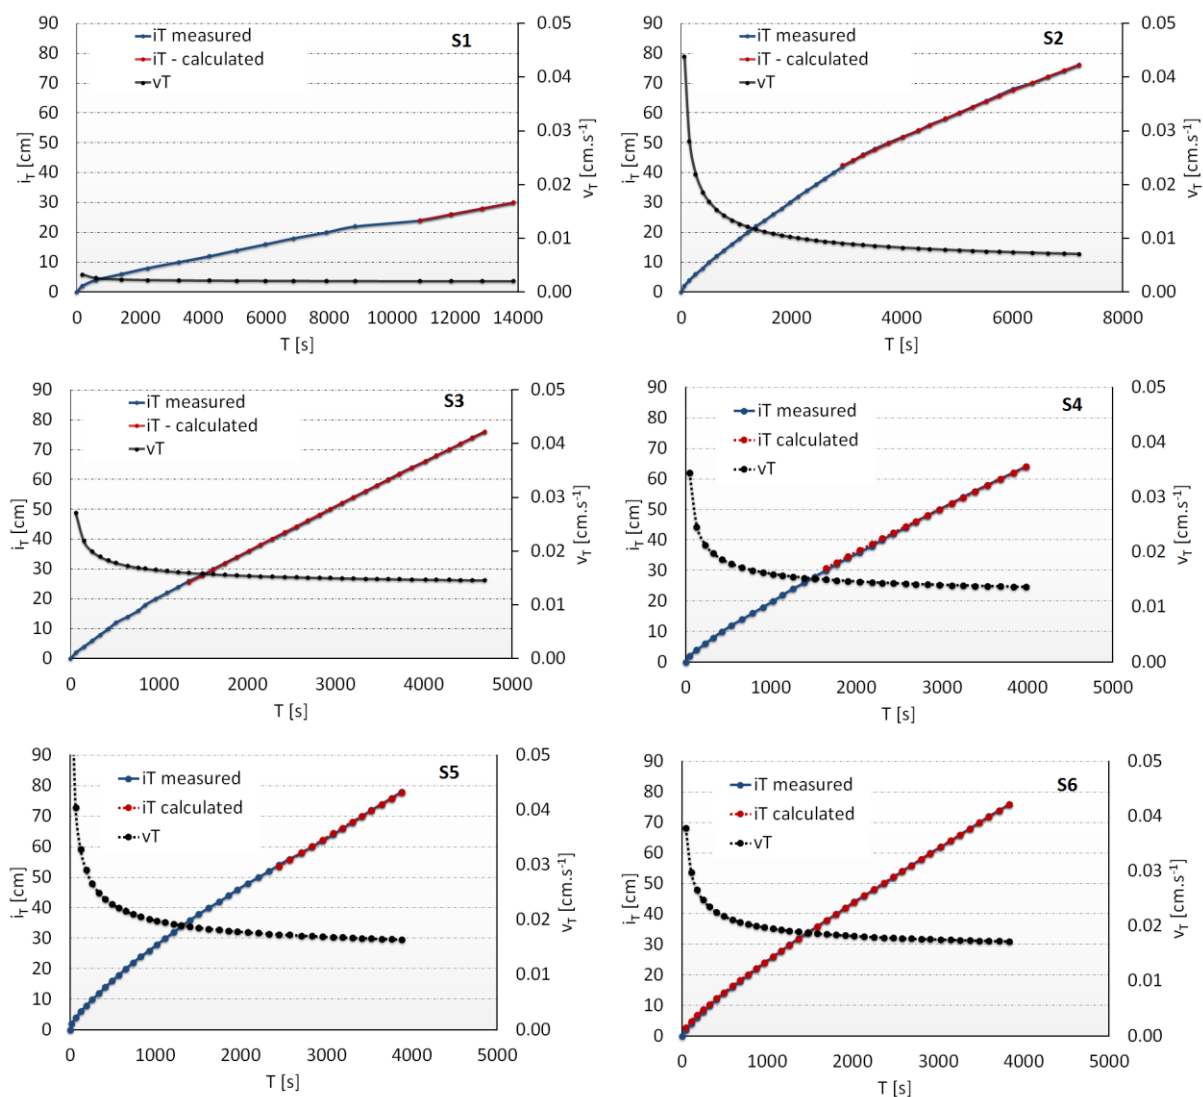 S1
iT measured
iT - calculated
vT
90
80
70
60
50
40
30
20
10
0
iT [cm]
0.05
0.04
0.03
0.02
0.01
0.00
vT [cm.s-1]
0 2000 4000 6000 8000 10000 12000 14000
T [s]
S2
iT measured
iT - calculated
vT
90
80
70
60
50
40
30
20
10
0
iT [cm]
0.05
0.04
0.03
0.02
0.01
0.00
vT [cm.s-1]
0 2000 4000 6000 8000
T [s]
S3
iT measured
iT - calculated
vT
90
80
70
60
50
40
30
20
10
0
iT [cm]
0.05
0.04
0.03
0.02
0.01
0.00
vT [cm.s-1]
0 1000 2000 3000 4000 5000
T [s]
S4
iT measured
iT calculated
vT
90
80
70
60
50
40
30
20
10
0
iT [cm]
0.05
0.04
0.03
0.02
0.01
0.00
vT [cm.s-1]
0 1000 2000 3000 4000 5000
T [s]
S5
iT measured
iT calculated
vT
90
80
70
60
50
40
30
20
10
0
iT [cm]
0.05
0.04
0.03
0.02
0.01
0.00
vT [cm.s-1]
0 1000 2000 3000 4000 5000
T [s]
S6
iT measured
iT calculated
vT
90
80
70
60
50
40
30
20
10
0
iT [cm]
0.05
0.04
0.03
0.02
0.01
0.00
vT [cm.s-1]
0 1000 2000 3000 4000 5000
T [s]